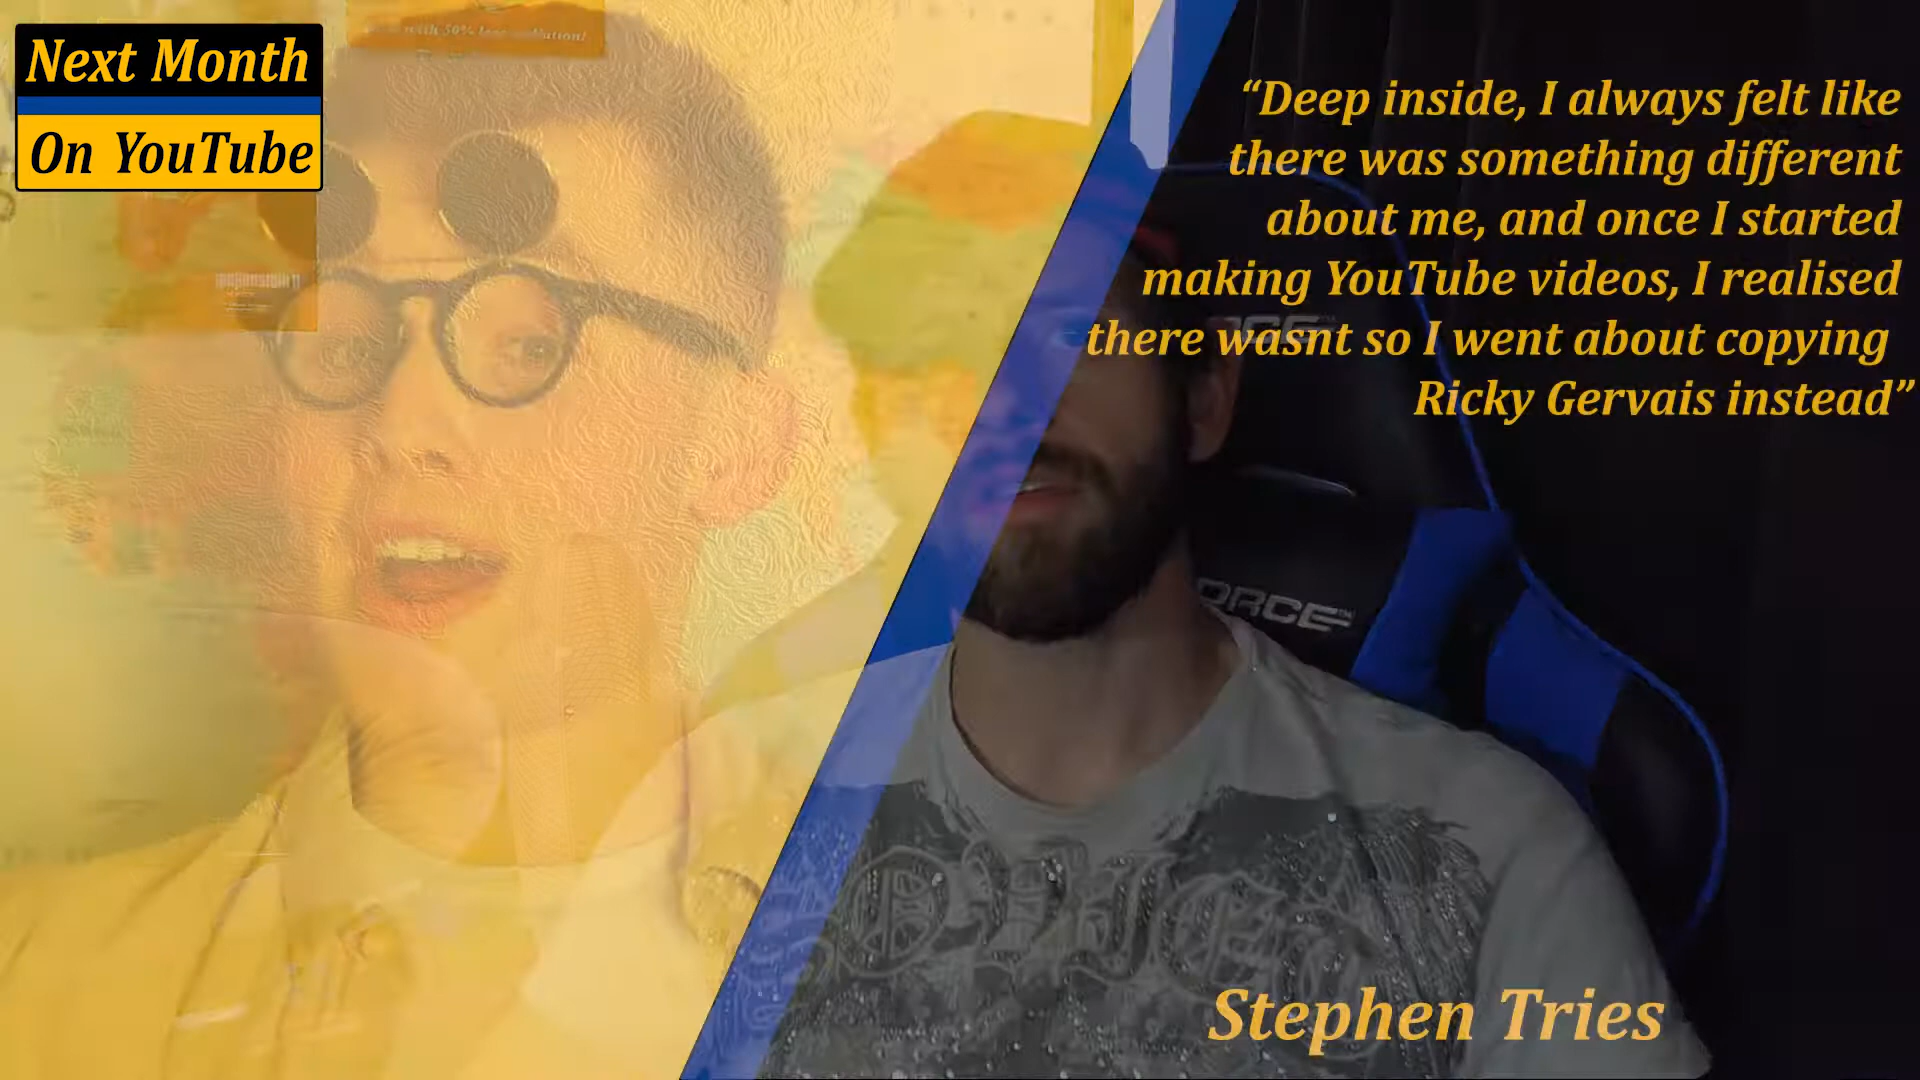 Next Month
On YouTube
“Deep inside, I always felt like
there was something different
about me, and once I started
making YouTube videos, I realised
there wasnt so I went about copying
Ricky Gervais instead”
ORCE
Stephen Tries